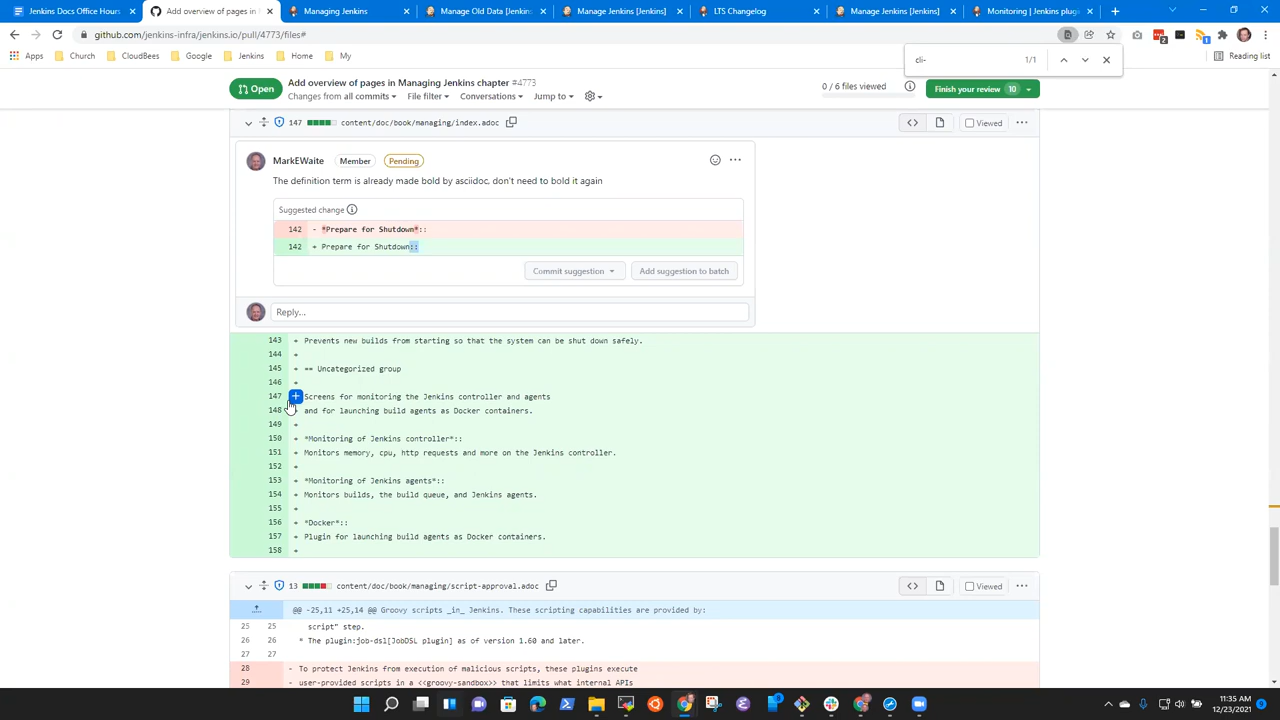 Jenkins Docs Office Hours
Add overview of pages in
Managing Jenkins
Manage Old Data [Jenkins
Manage Jenkins [Jenkins]
LTS Changelog
Manage Jenkins [Jenkins]
Monitoring | Jenkins plugi
github.com/jenkins-infra/jenkins.io/pull/4773/files#
Apps
Church
CloudBees
Google
Jenkins
Home
My
Reading list
cli-
1/1
Open
Add overview of pages in Managing Jenkins chapter #4773
Changes from all commits
File filter
Conversations
Jump to
0 / 6 files viewed
Finish your review 10
147 content/doc/book/managing/index.adoc
Viewed
MarkEWaite Member Pending
The definition term is already made bold by asciidoc, don't need to bold it again
Suggested change
142 - *Prepare for Shutdown*::
142 + Prepare for Shutdown::
Commit suggestion
Add suggestion to batch
Reply...
143 + Prevents new builds from starting so that the system can be shut down safely.
144 +
145 + == Uncategorized group
146 +
147 + Screens for monitoring the Jenkins controller and agents
148 + and for launching build agents as Docker containers.
149 +
150 + *Monitoring of Jenkins controller*::
151 + Monitors memory, cpu, http requests and more on the Jenkins controller.
152 +
153 + *Monitoring of Jenkins agents*::
154 + Monitors builds, the build queue, and Jenkins agents.
155 +
156 + *Docker*::
157 + Plugin for launching build agents as Docker containers.
158 +
13 content/doc/book/managing/script-approval.adoc
Viewed
@@ -25,11 +25,14 @@ Groovy scripts _in_ Jenkins. These scripting capabilities are provided by:
25 25 script" step.
26 26 * The plugin:job-dsl[JobDSL plugin] as of version 1.60 and later.
27 27
28 - To protect Jenkins from execution of malicious scripts, these plugins execute
29 - user-provided scripts in a <<groovy-sandbox>> that limits what internal APIs
11:35 AM
12/23/2021